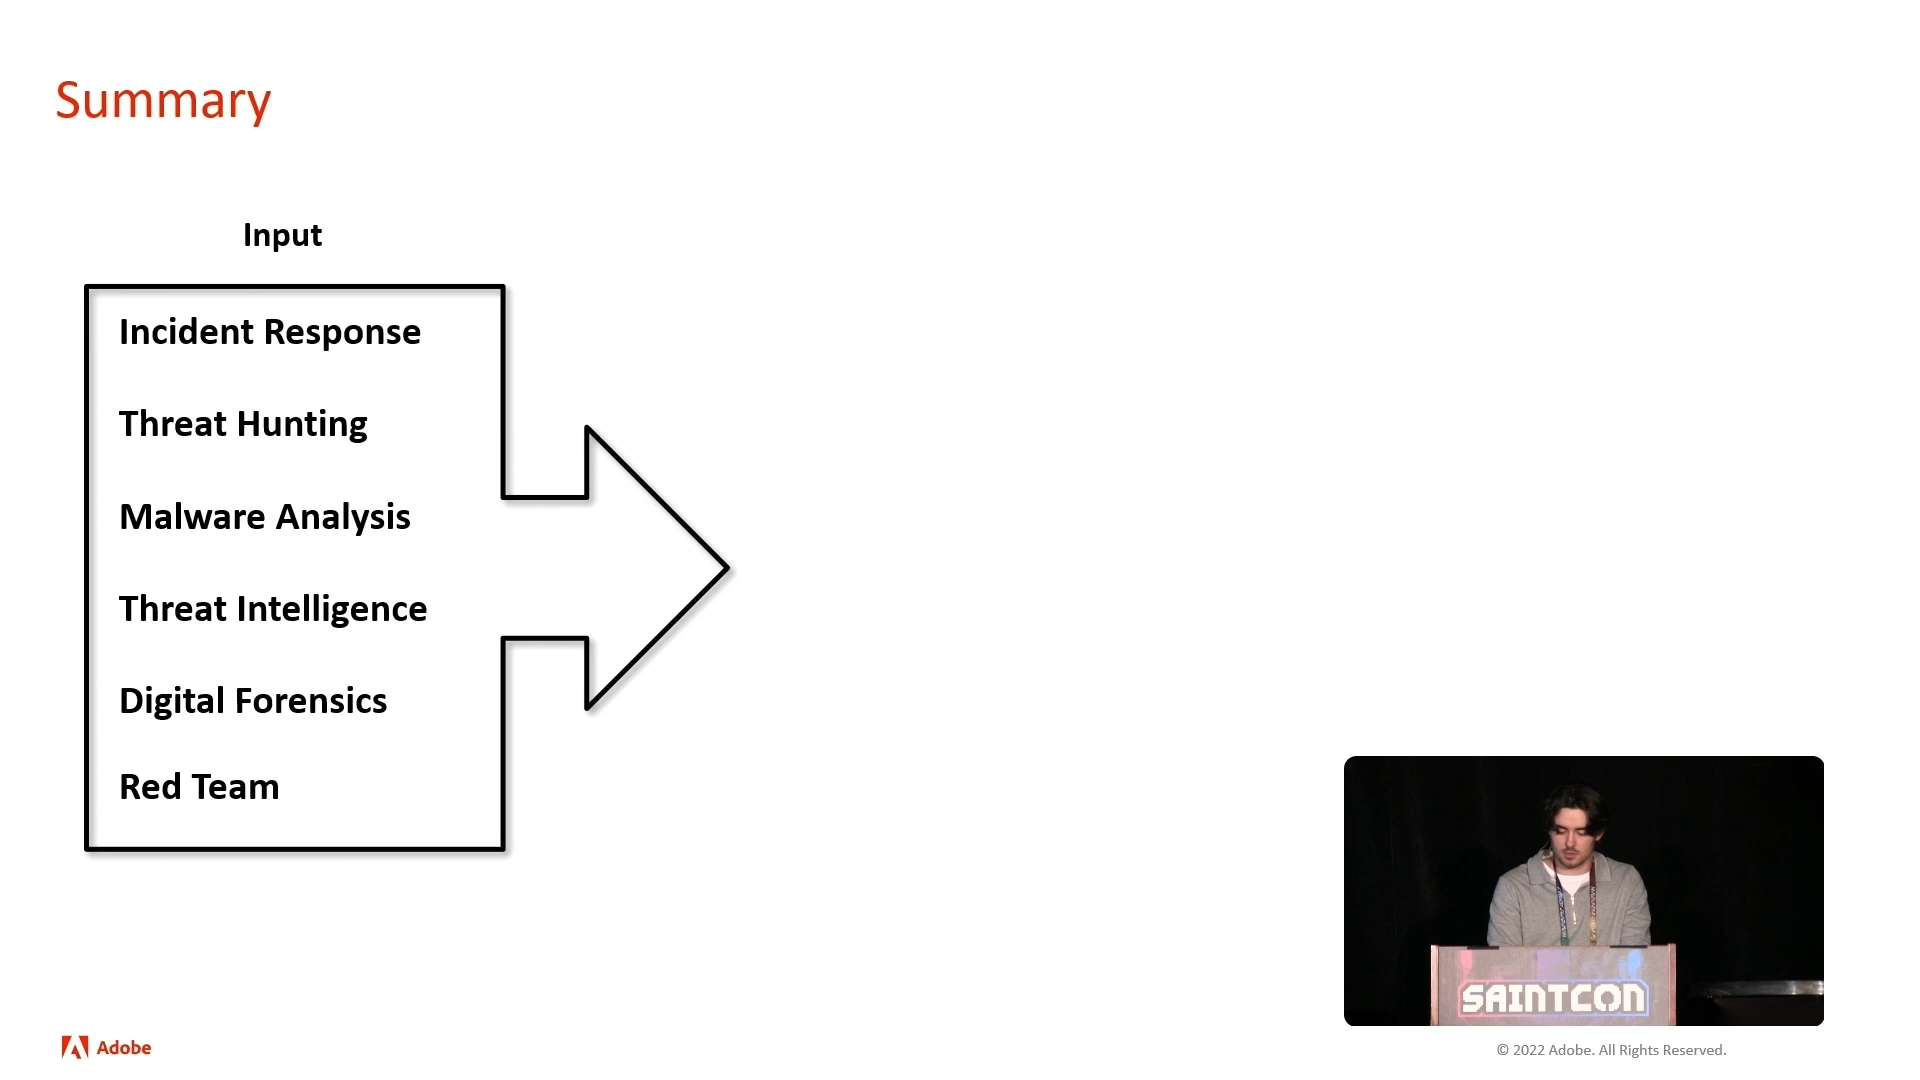 Summary
Input
Incident Response
Threat Hunting
Malware Analysis
Threat Intelligence
Digital Forensics
Red Team
SAINTCON
Adobe
© 2022 Adobe. All Rights Reserved.